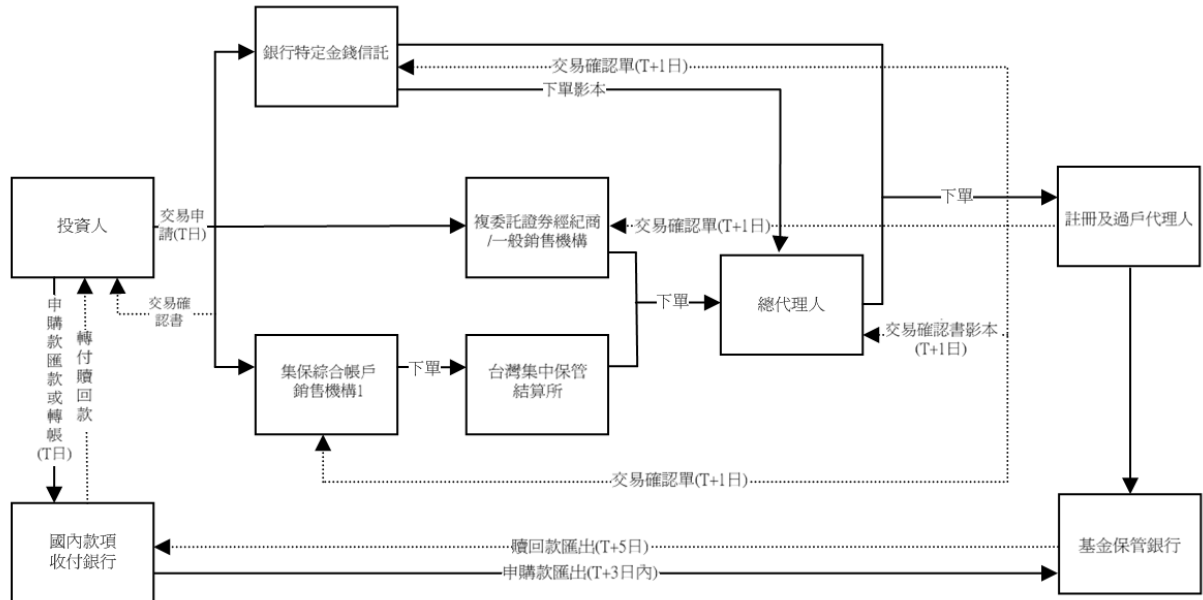 銀行特定金錢信託
交易確認單(T+1日)
下單影本
投資人
交易申
請(T日)
複委託證券經紀商
/一般銷售機構
交易確認單(T+1日)
下單
註冊及過戶代理人
申購款匯款或轉帳(T日)
轉付贖回款
交易確
認書
下單
總代理人
交易確認書影本
(T+1日)
集保綜合帳戶
銷售機構1
下單
台灣集中保管
結算所
交易確認單(T+1日)
國內款項
收付銀行
贖回款匯出(T+5日)
申購款匯出(T+3日內)
基金保管銀行